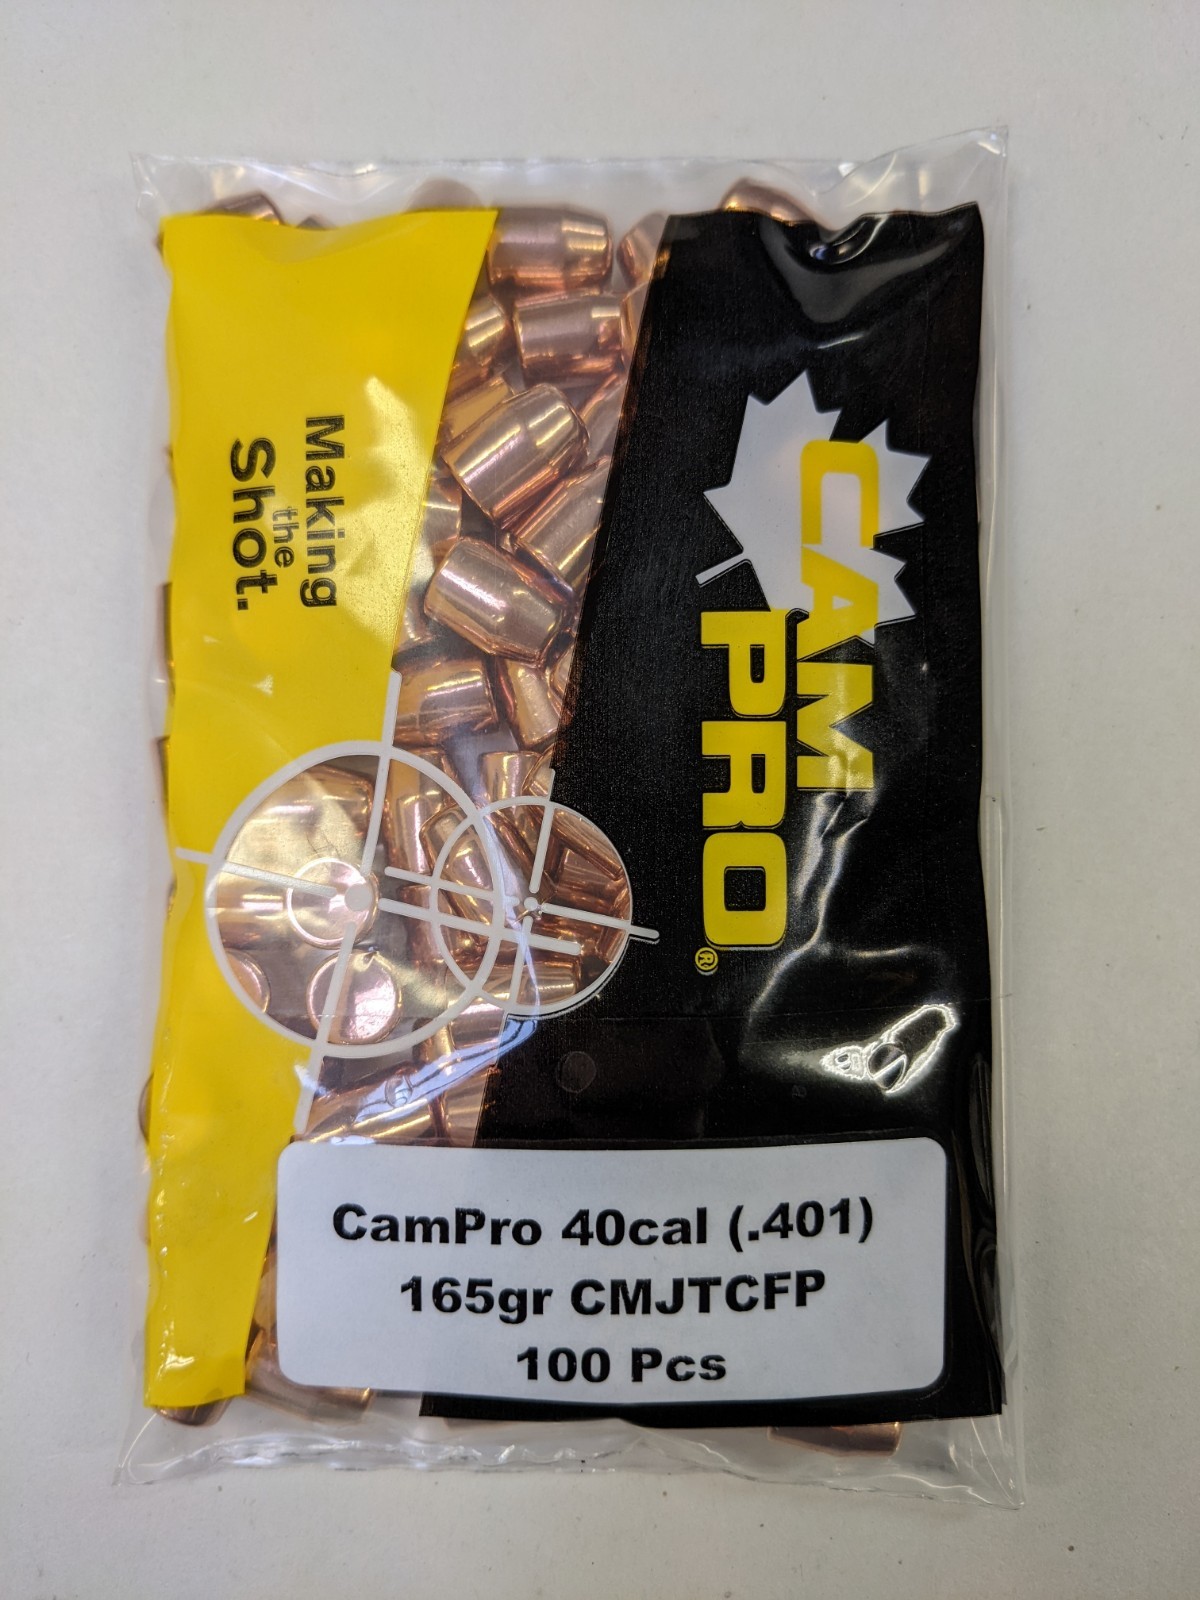 CAM
PRO®
Making
the
Shot.
CamPro 40cal (.401)
165gr CMJTCFP
100 Pcs